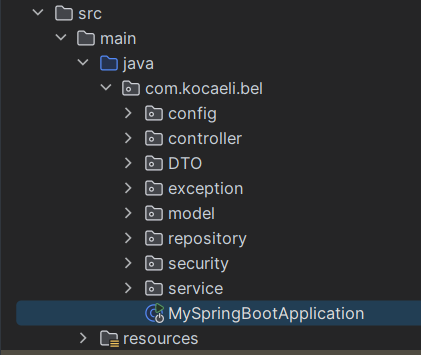 src
main
java
com.kocaeli.bel
config
controller
DTO
exception
model
repository
security
service
MySpringBootApplication
resources